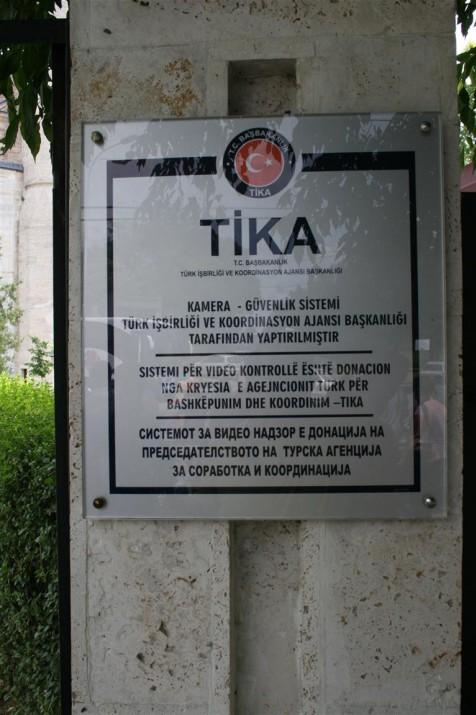 T.C. BAŞBAKANLIK
TİKA
TİKA
T.C. BAŞBAKANLIK
TÜRK İŞBİRLİĞİ VE KOORDİNASYON AJANSI BAŞKANLIĞI
KAMERA - GÜVENLİK SİSTEMİ
TÜRK İŞBİRLİĞİ VE KOORDİNASYON AJANSI BAŞKANLIĞI
TARAFINDAN YAPTIRILMIŞTIR
SISTEMI PËR VIDEO KONTROLLË ËSHTË DONACION
NGA KRYESIA E AGEJNCIONIT TURK PËR
BASHKËPUNIM DHE KOORDINIM –TIKA
СИСТЕМОТ ЗА ВИДЕО НАДЗОР Е ДОНАЦИЈА НА
ПРЕДСЕДАТЕЛСТВОТО НА ТУРСКА АГЕНЦИЈА
ЗА СОРАБОТКА И КООРДИНАЦИЈА